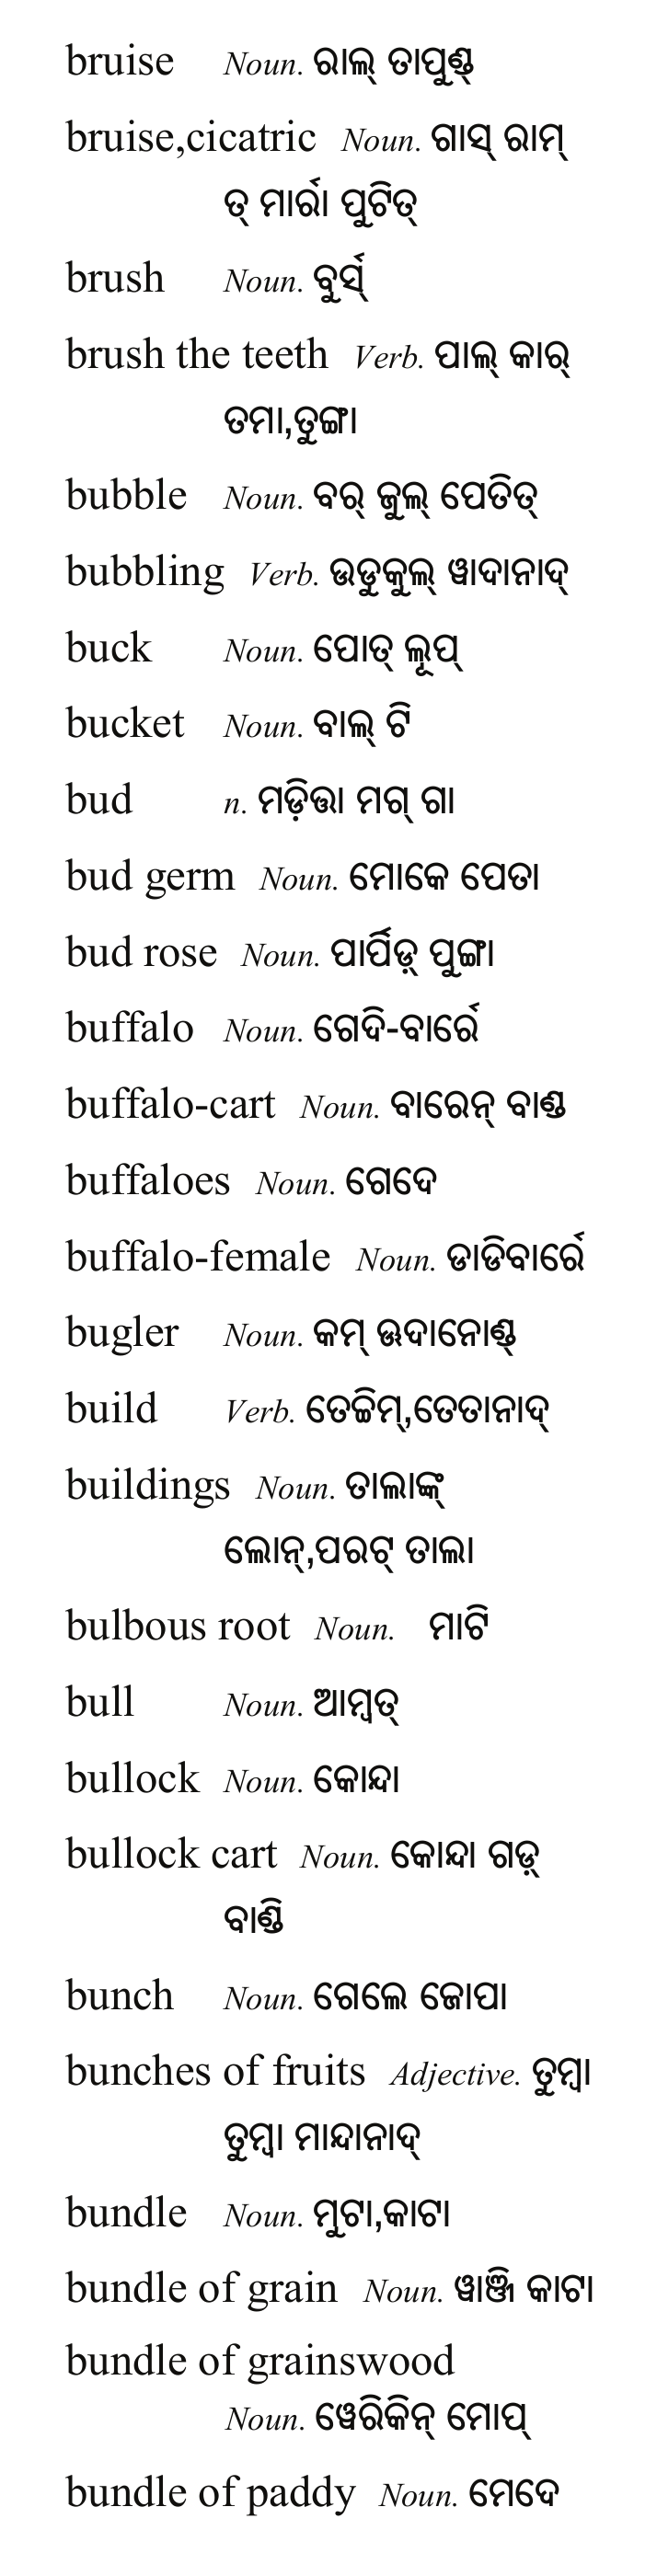 bruise Noun. ରାଲ୍ ତାପୁଣ୍ଡ୍
bruise,cicatric Noun. ଗାସ୍ ରାମ୍
ତ୍ ମାର୍ରା ପୁଟିତ୍
brush Noun. ବୁର୍ସ୍
brush the teeth Verb. ପାଲ୍ କାର୍
ତମା,ତୁଙ୍ଗା
bubble Noun. ବର୍ ଜୁଲ୍ ପେତିତ୍
bubbling Verb. ଉଡୁକୁଲ୍ ୱାଦାନାଦ୍
buck Noun. ପୋତ୍ ଲୂପ୍
bucket Noun. ବାଲ୍ ଟି
bud n. ମଡ଼ିତ୍ତା ମଗ୍ ଗା
bud germ Noun. ମୋକେ ପେତା
bud rose Noun. ପାର୍ପିଡ଼୍ ପୁଙ୍ଗା
buffalo Noun. ଗେଦି-ବାର୍ରେ
buffalo-cart Noun. ବାରେନ୍ ବାଣ୍ଡ
buffaloes Noun. ଗେଦେ
buffalo-female Noun. ଡାଡିବାର୍ରେ
bugler Noun. କମ୍ ଊଦାନୋଣ୍ଡ୍
build Verb. ତେଚ୍ଚିମ୍,ତେତାନାଦ୍
buildings Noun. ତାଲାଙ୍କ୍
ଲୋନ୍,ପରଟ୍ ତାଲା
bulbous root Noun. ମାଟି
bull Noun. ଆମ୍ବତ୍
bullock Noun. କୋନ୍ଦା
bullock cart Noun. କୋନ୍ଦା ଗଡ଼୍
ବାଣ୍ଡି
bunch Noun. ଗେଲେ ଜୋପା
bunches of fruits Adjective. ତୁମ୍ବା
ତୁମ୍ବା ମାନ୍ଦାନାଦ୍
bundle Noun. ମୁଟା,କାଟା
bundle of grain Noun. ୱାଞ୍ଜି କାଟା
bundle of grainswood
Noun. ୱେରିକିନ୍ ମୋପ୍
bundle of paddy Noun. ମେଦେ